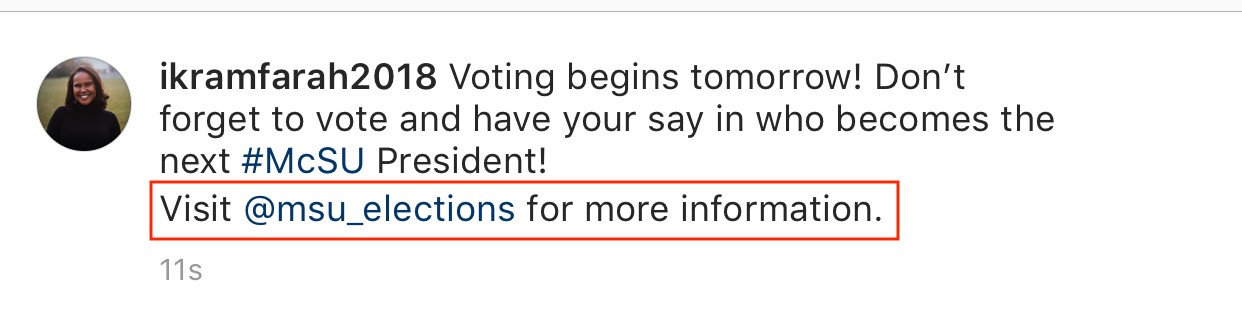 ikramfarah2018 Voting begins tomorrow! Don’t
forget to vote and have your say in who becomes the
next #McSU President!
Visit @msu_elections for more information.
11s